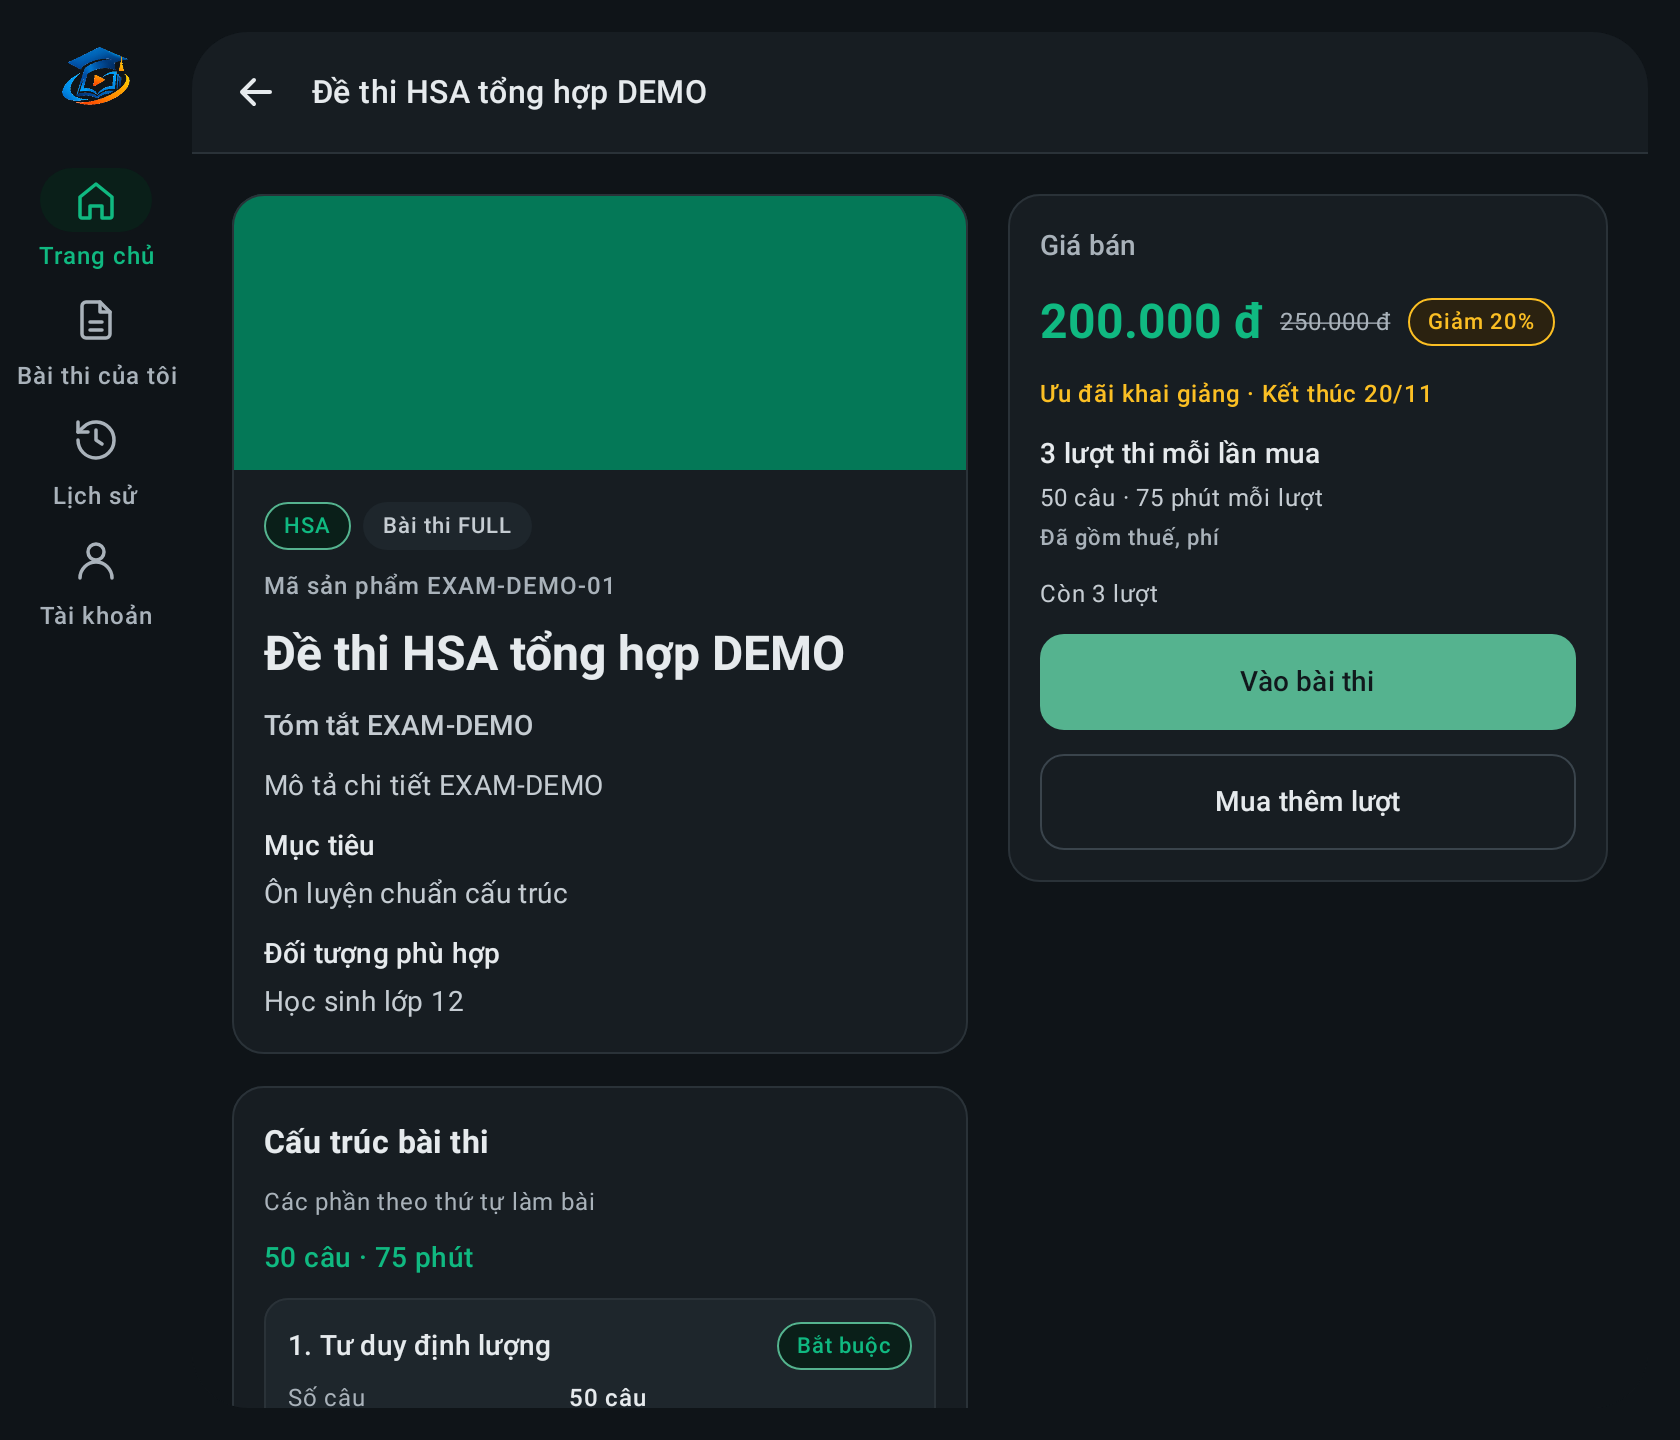 Đề thi HSA tổng hợp DEMO
Trang chủ
Bài thi của tôi
Lịch sử
Tài khoản
HSA
Bài thi FULL
Mã sản phẩm EXAM-DEMO-01
Đề thi HSA tổng hợp DEMO
Tóm tắt EXAM-DEMO
Mô tả chi tiết EXAM-DEMO
Mục tiêu
Ôn luyện chuẩn cấu trúc
Đối tượng phù hợp
Học sinh lớp 12
Cấu trúc bài thi
Các phần theo thứ tự làm bài
50 câu · 75 phút
1. Tư duy định lượng
Bắt buộc
Số câu 50 câu
Giá bán
200.000 đ 250.000 đ Giảm 20%
Ưu đãi khai giảng · Kết thúc 20/11
3 lượt thi mỗi lần mua
50 câu · 75 phút mỗi lượt
Đã gồm thuế, phí
Còn 3 lượt
Vào bài thi
Mua thêm lượt